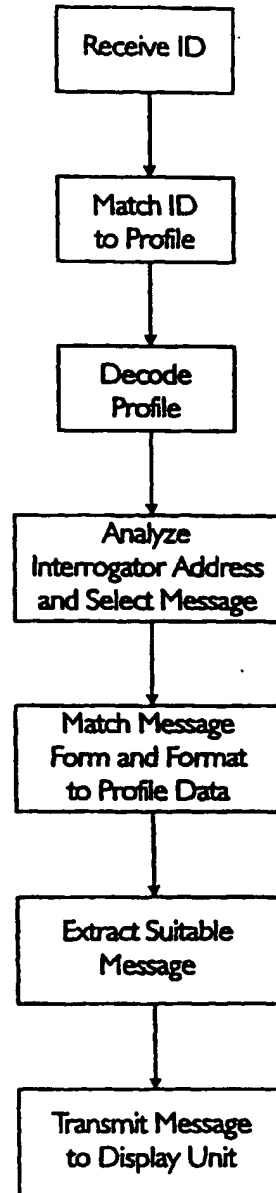 Receive ID
Match ID
to Profile
Decode
Profile
Analyze
Interrogator Address
and Select Message
Match Message
Form and Format
to Profile Data
Extract Suitable
Message
Transmit Message
to Display Unit